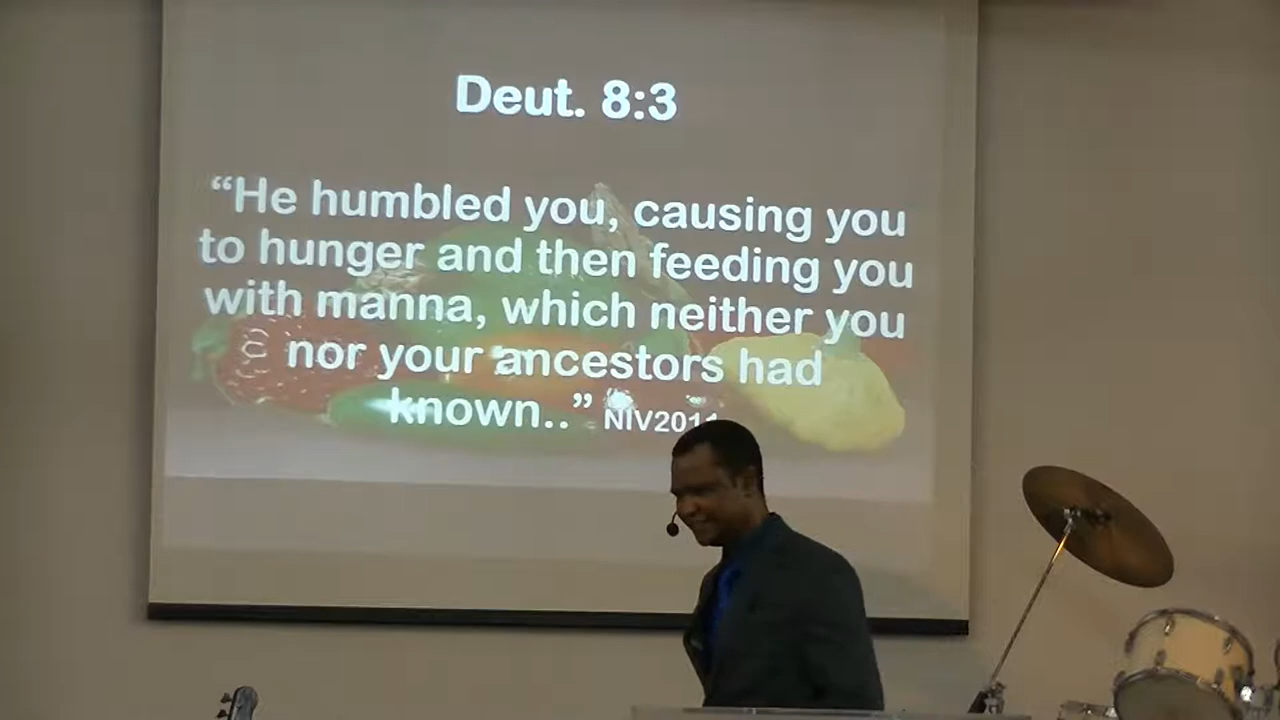 Deut. 8:3
“He humbled you, causing you
to hunger and then feeding you
with manna, which neither you
nor your ancestors had
known..” NIV2011